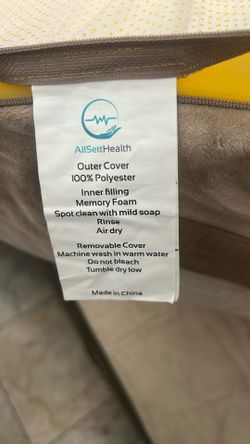 AllSettHealth
Outer Cover
100% Polyester
Inner filling
Memory Foam
Spot clean with mild soap
Rinse
Air dry
Removable Cover
Machine wash in warm water
Do not bleach
Tumble dry low
Made in China